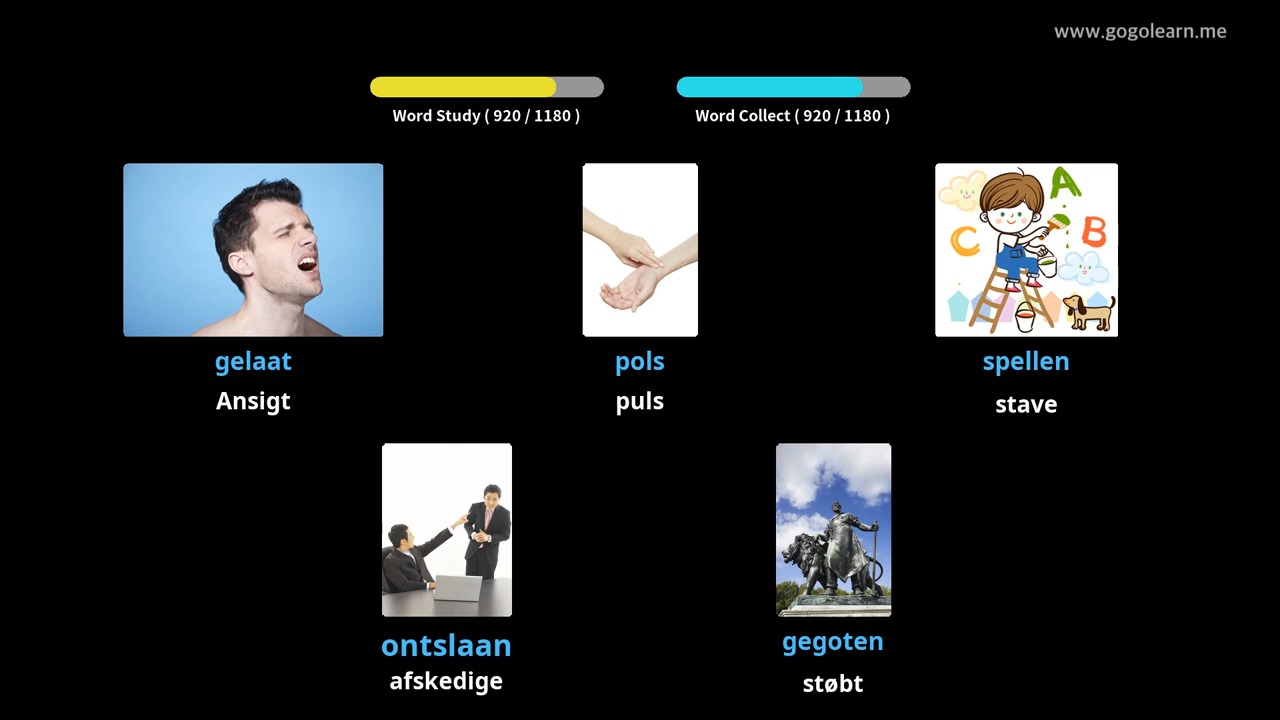 www.gogolearn.me
Word Study ( 920 / 1180 )
Word Collect ( 920 / 1180 )
A
B
C
gelaat
Ansigt
pols
puls
spellen
stave
ontslaan
afskedige
gegoten
støbt